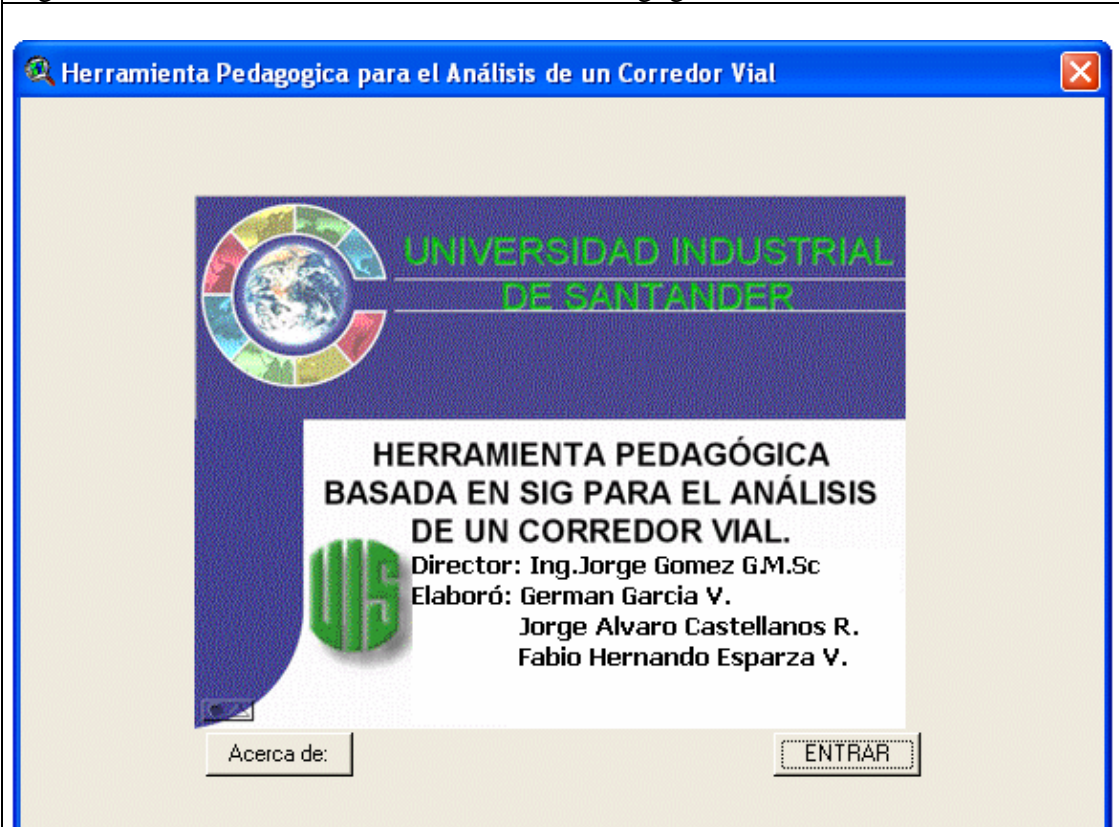 Herramienta Pedagogica para el Análisis de un Corredor Vial
UNIVERSIDAD INDUSTRIAL
DE SANTANDER
HERRAMIENTA PEDAGÓGICA
BASADA EN SIG PARA EL ANÁLISIS
DE UN CORREDOR VIAL.
UIS
Director: Ing.Jorge Gomez G.M.Sc
Elaboró: German Garcia V.
Jorge Alvaro Castellanos R.
Fabio Hernando Esparza V.
Acerca de:
ENTRAR